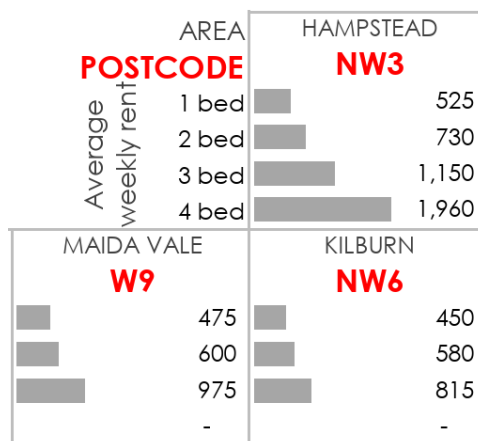 AREA
POSTCODE
Average
weekly rent
1 bed
2 bed
3 bed
4 bed
HAMPSTEAD
NW3
525
730
1,150
1,960
MAIDA VALE
W9
475
600
975
-
KILBURN
NW6
450
580
815
-